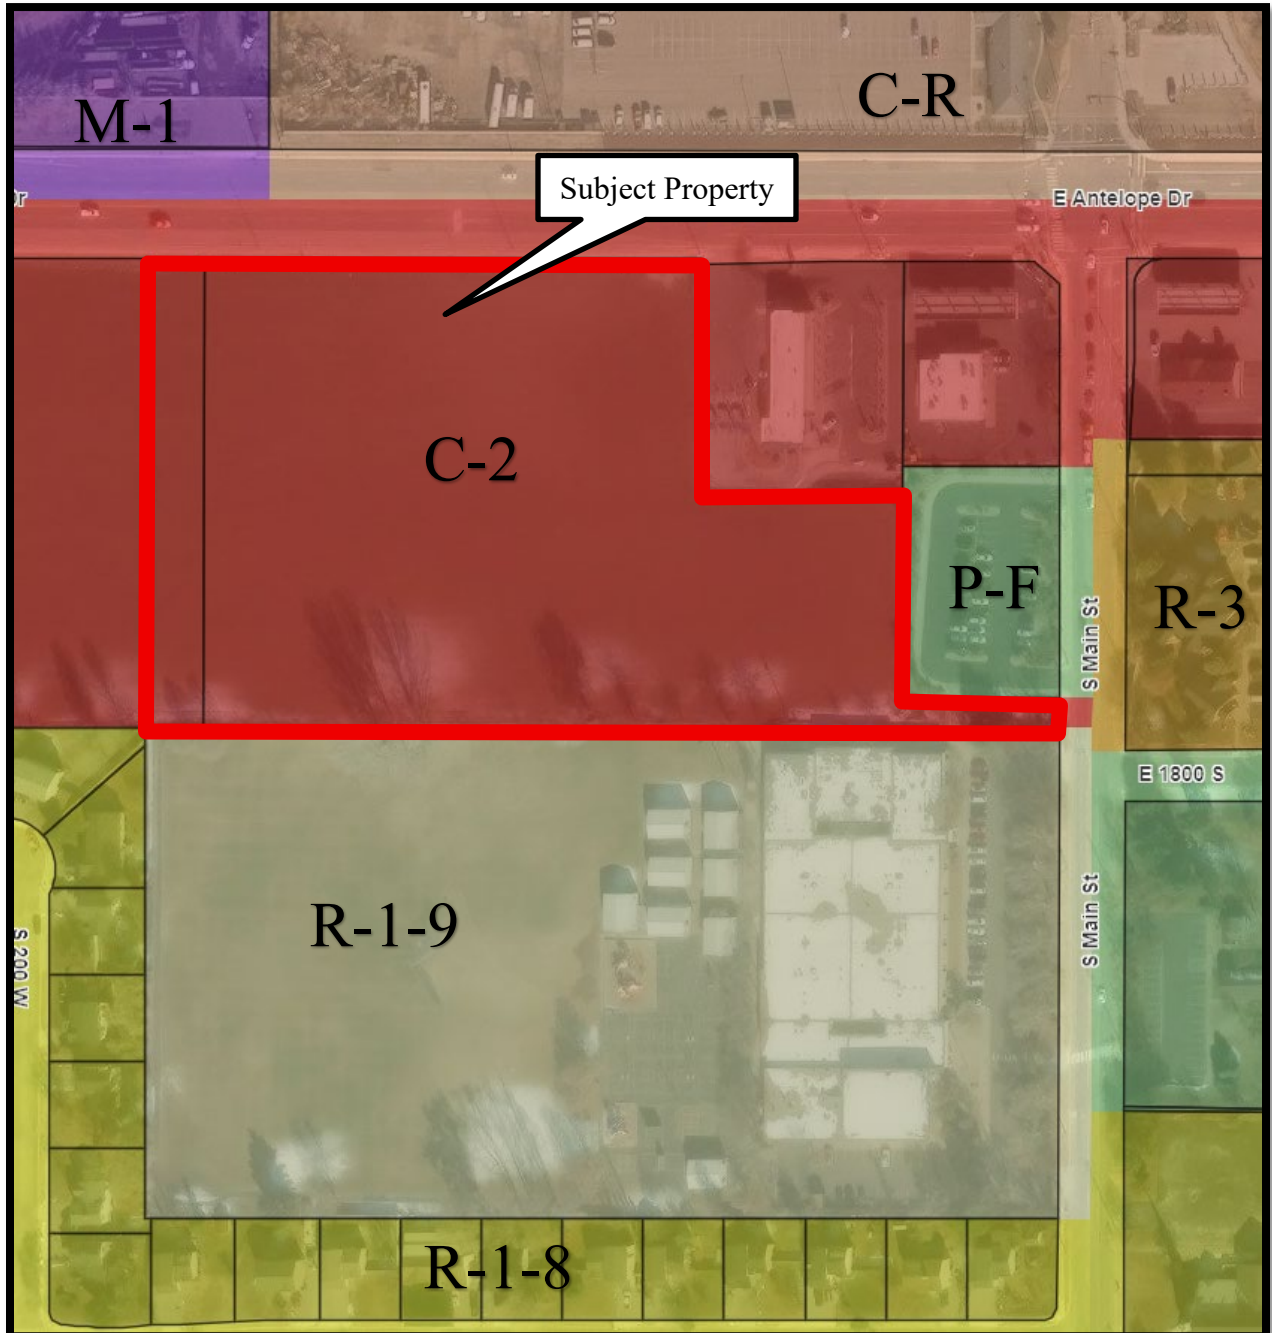 C-R
M-1
Subject Property
E Antelope Dr
C-2
P-F
R-3
S Main St
E 1800 S
R-1-9
S Main St
S 200 W
R-1-8